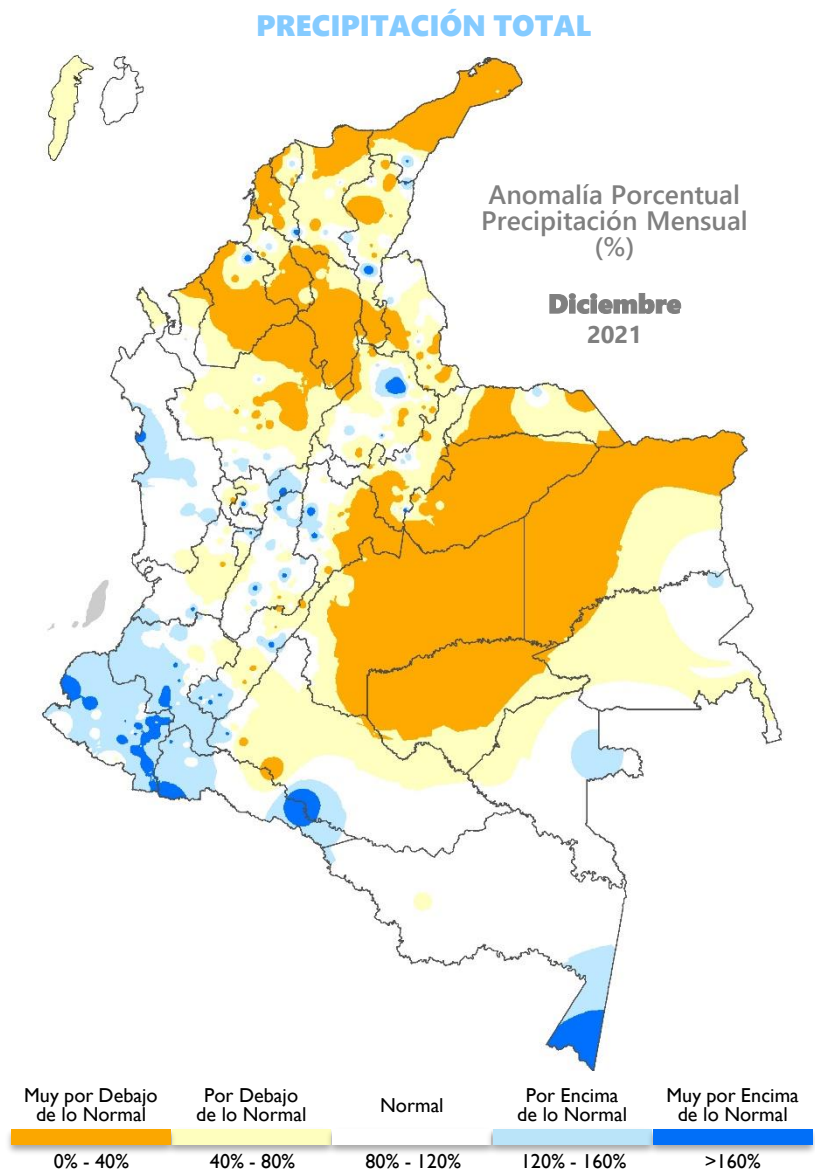 PRECIPITACIÓN TOTAL
Anomalía Porcentual
Precipitación Mensual
(%)
Diciembre
2021
Muy por Debajo
de lo Normal
Por Debajo
de lo Normal
Normal
Por Encima
de lo Normal
Muy por Encima
de lo Normal
0% - 40%
40% - 80%
80% - 120%
120% - 160%
>160%